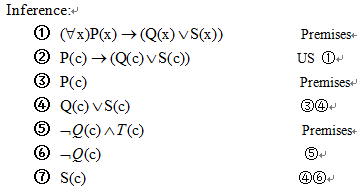 Inference:↵
① (∀x)P(x) → (Q(x) ∨ S(x)) Premises
② P(c) → (Q(c) ∨ S(c)) US ①↵
③ P(c) Premises↵
④ Q(c) ∨ S(c) ③④↵
⑤ ¬Q(c) ∧ T(c) Premises↵
⑥ ¬Q(c) ⑤↵
⑦ S(c) ④⑥↵